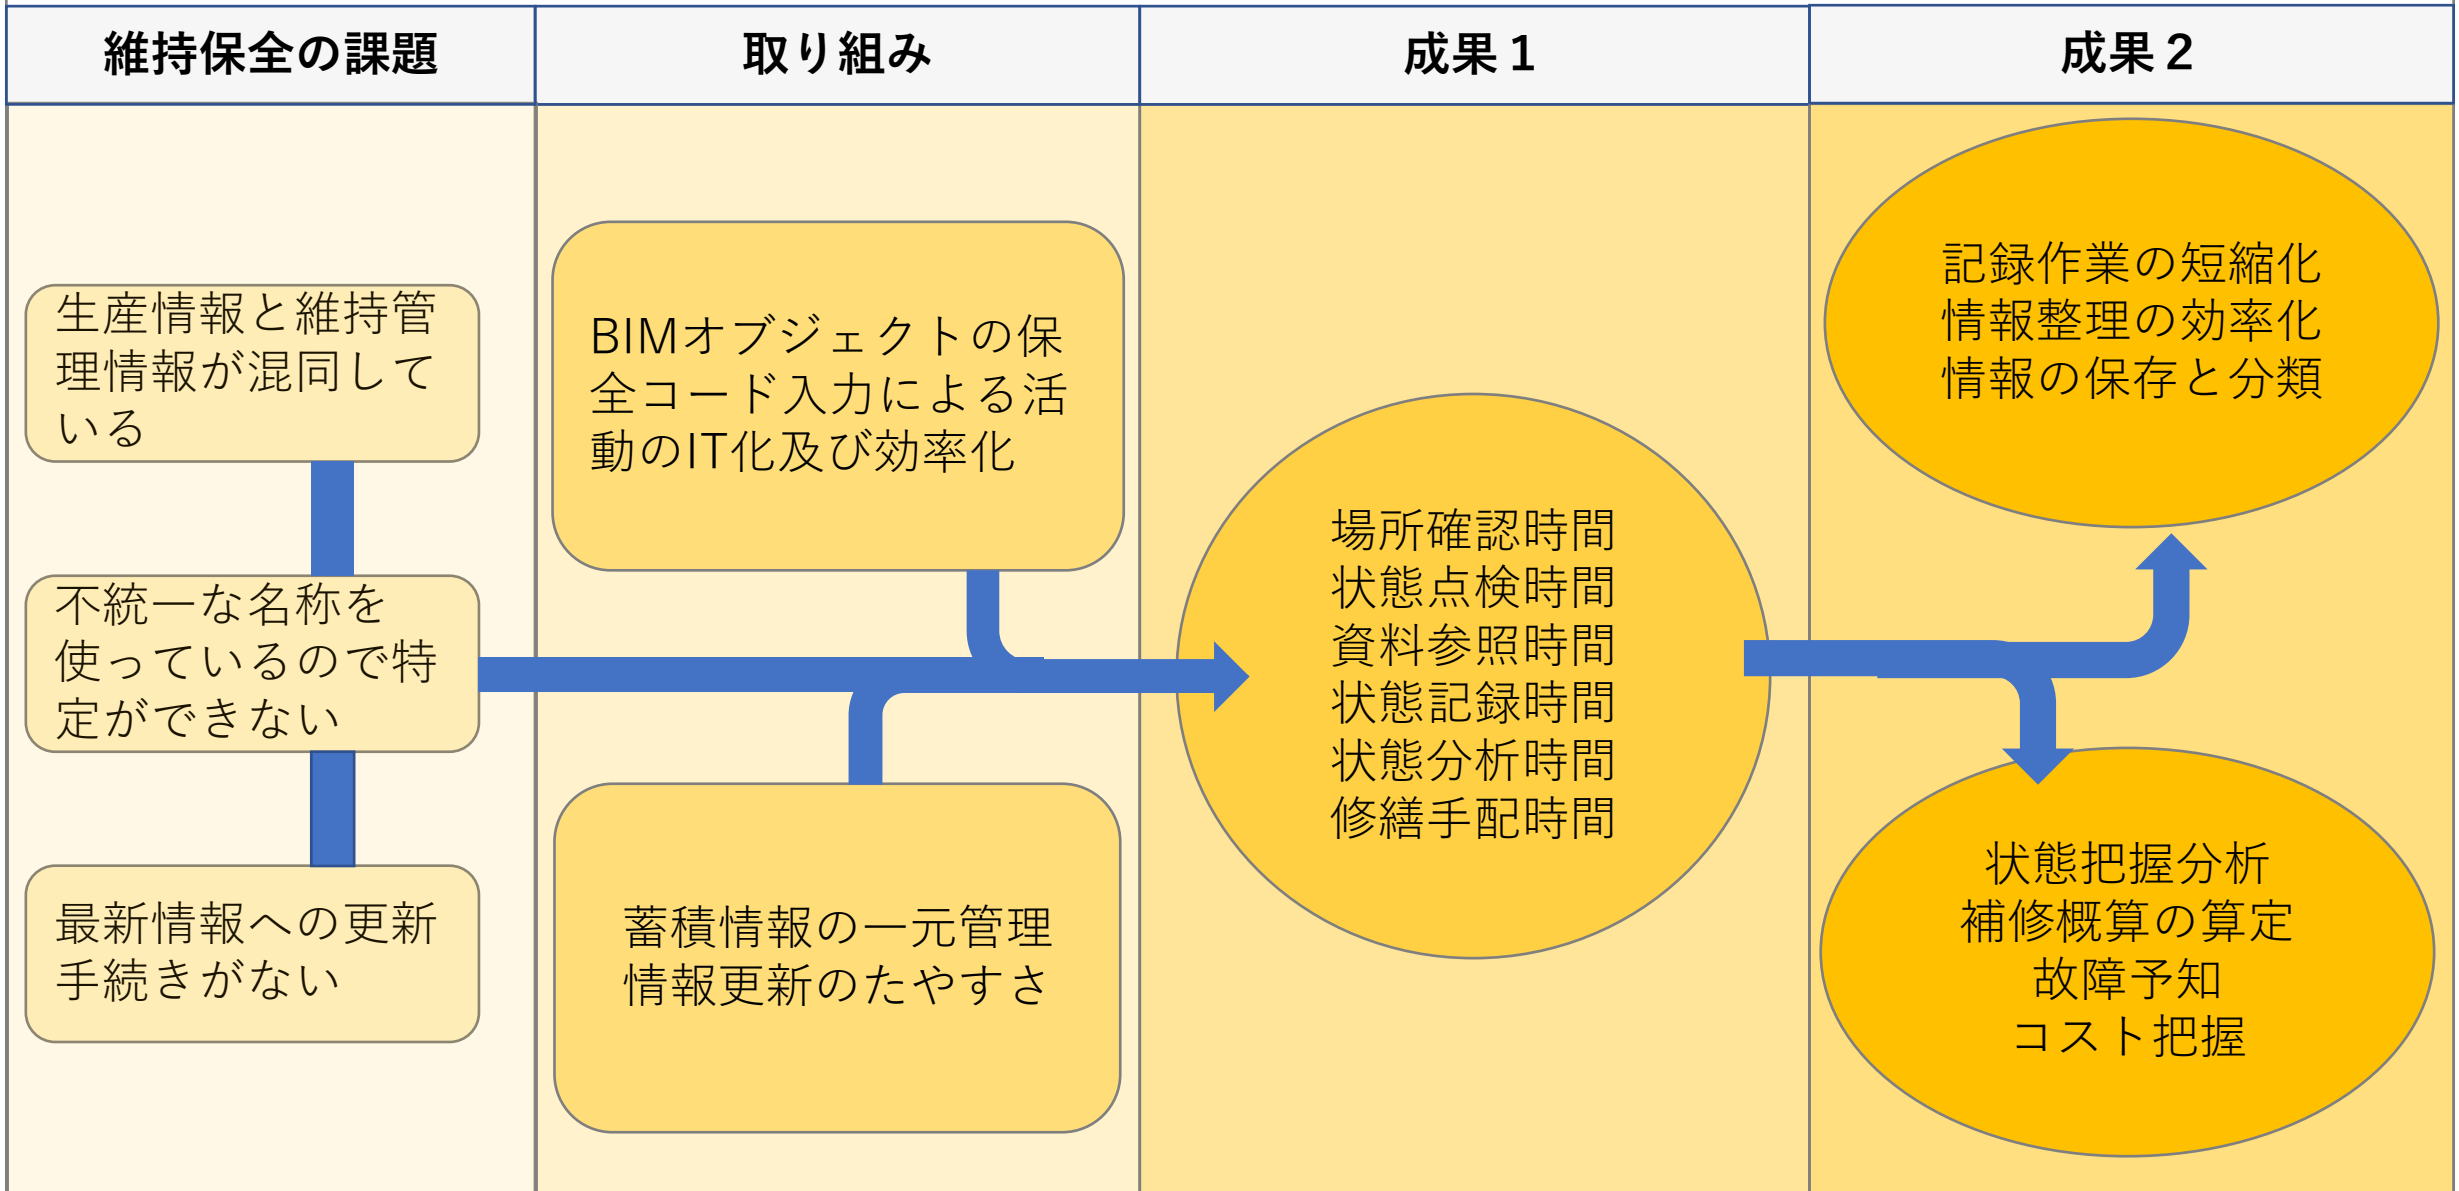 維持保全の課題
取り組み
成果１
成果２
生産情報と維持管
理情報が混同して
いる
不統一な名称を
使っているので特
定ができない
最新情報への更新
手続きがない
BIMオブジェクトの保
全コード入力による活
動のIT化及び効率化
蓄積情報の一元管理
情報更新のたやすさ
場所確認時間
状態点検時間
資料参照時間
状態記録時間
状態分析時間
修繕手配時間
記録作業の短縮化
情報整理の効率化
情報の保存と分類
状態把握分析
補修概算の算定
故障予知
コスト把握